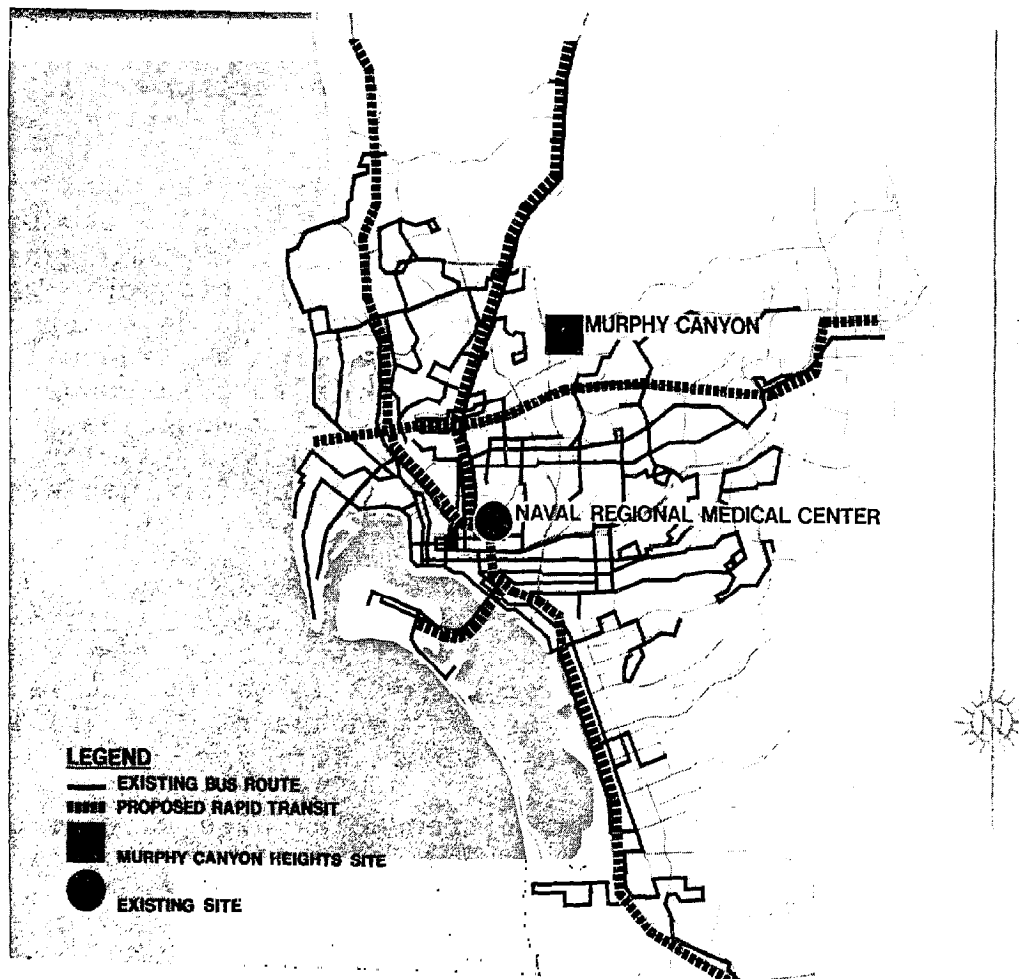 MURPHY CANYON
NAVAL REGIONAL MEDICAL CENTER
N
LEGEND
EXISTING BUS ROUTE
PROPOSED RAPID TRANSIT
MURPHY CANYON HEIGHTS SITE
EXISTING SITE